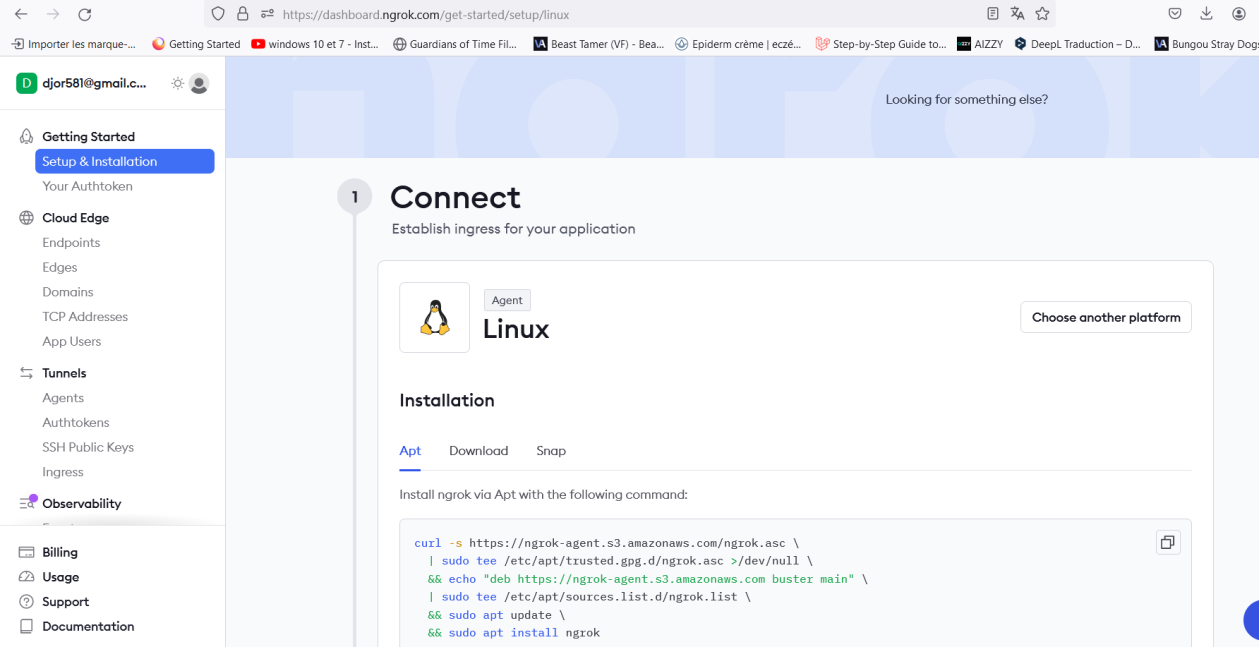 https://dashboard.ngrok.com/get-started/setup/linux
Importer les marque-... Getting Started windows 10 et 7 - Inst... Guardians of Time Fil... Beast Tamer (VF) - Bea... Epiderm crème | eczé... Step-by-Step Guide to... AIZZY DeepL Traduction – D... Bungou Stray Dogs
D djor581@gmail.c...
Looking for something else?
Getting Started
Setup & Installation
Your Authtoken
Cloud Edge
Endpoints
Edges
Domains
TCP Addresses
App Users
Tunnels
Agents
Authtokens
SSH Public Keys
Ingress
Observability
Billing
Usage
Support
Documentation
1 Connect
Establish ingress for your application
Agent
Linux
Choose another platform
Installation
Apt Download Snap
Install ngrok via Apt with the following command:
curl -s https://ngrok-agent.s3.amazonaws.com/ngrok.asc \
| sudo tee /etc/apt/trusted.gpg.d/ngrok.asc >/dev/null \
&& echo "deb https://ngrok-agent.s3.amazonaws.com buster main" \
| sudo tee /etc/apt/sources.list.d/ngrok.list \
&& sudo apt update \
&& sudo apt install ngrok